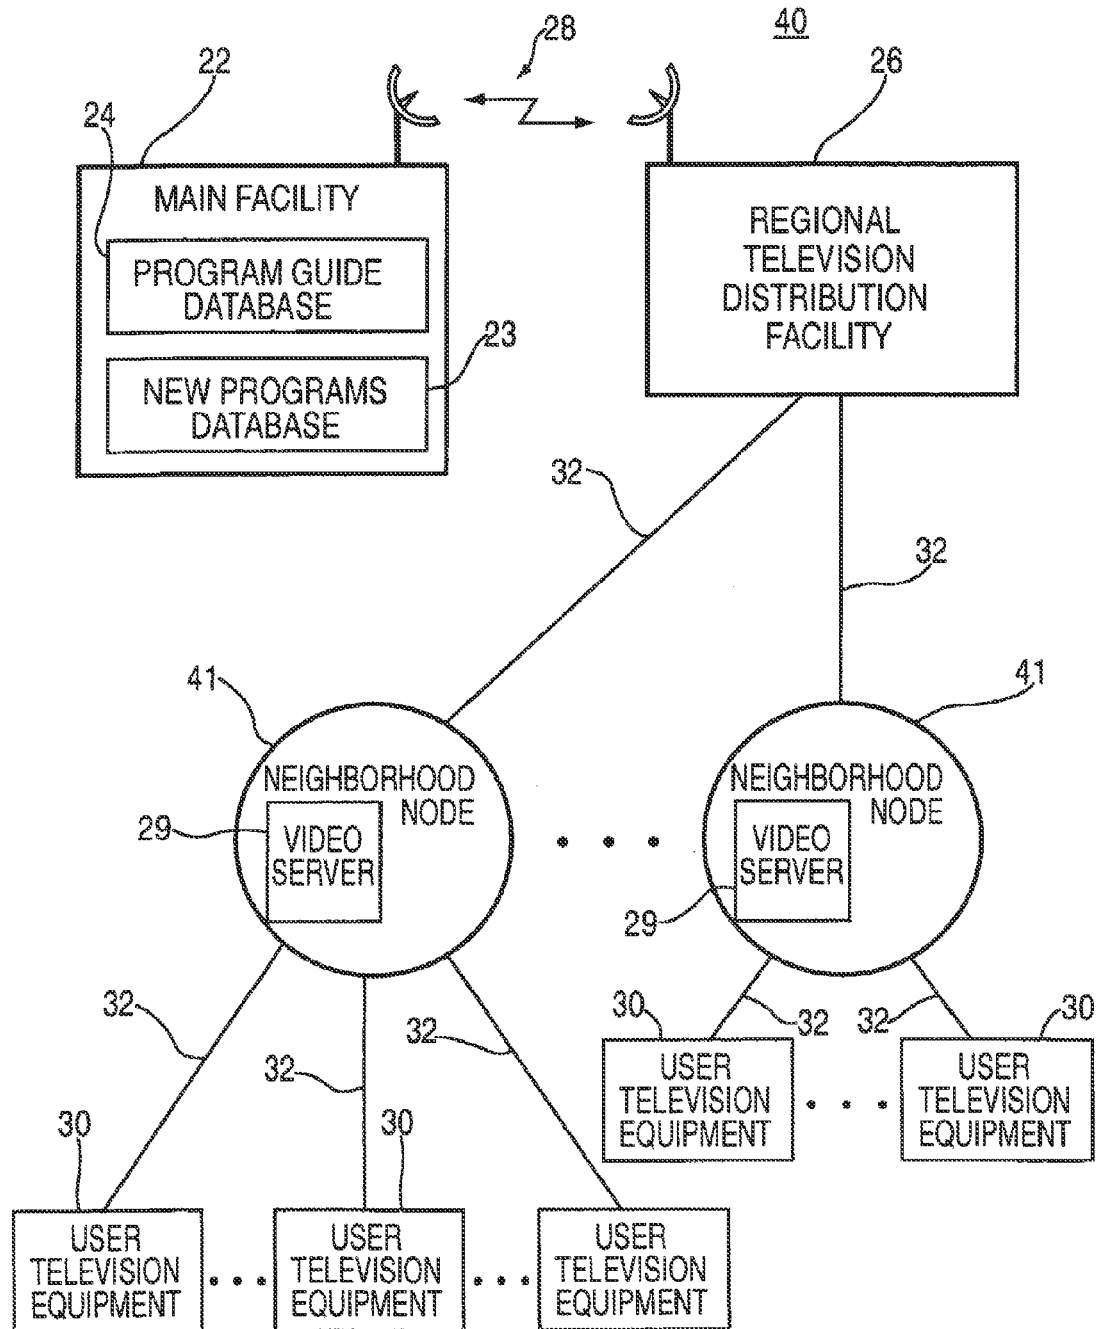 40
28
22
26
24
MAIN FACILITY
PROGRAM GUIDE
DATABASE
23
NEW PROGRAMS
DATABASE
REGIONAL
TELEVISION
DISTRIBUTION
FACILITY
32
32
41
41
NEIGHBORHOOD
NODE
29
VIDEO
SERVER
NEIGHBORHOOD
NODE
29
VIDEO
SERVER
32
32
32
32
32
30
USER
TELEVISION
EQUIPMENT
30
USER
TELEVISION
EQUIPMENT
30
USER
TELEVISION
EQUIPMENT
30
USER
TELEVISION
EQUIPMENT
USER
TELEVISION
EQUIPMENT